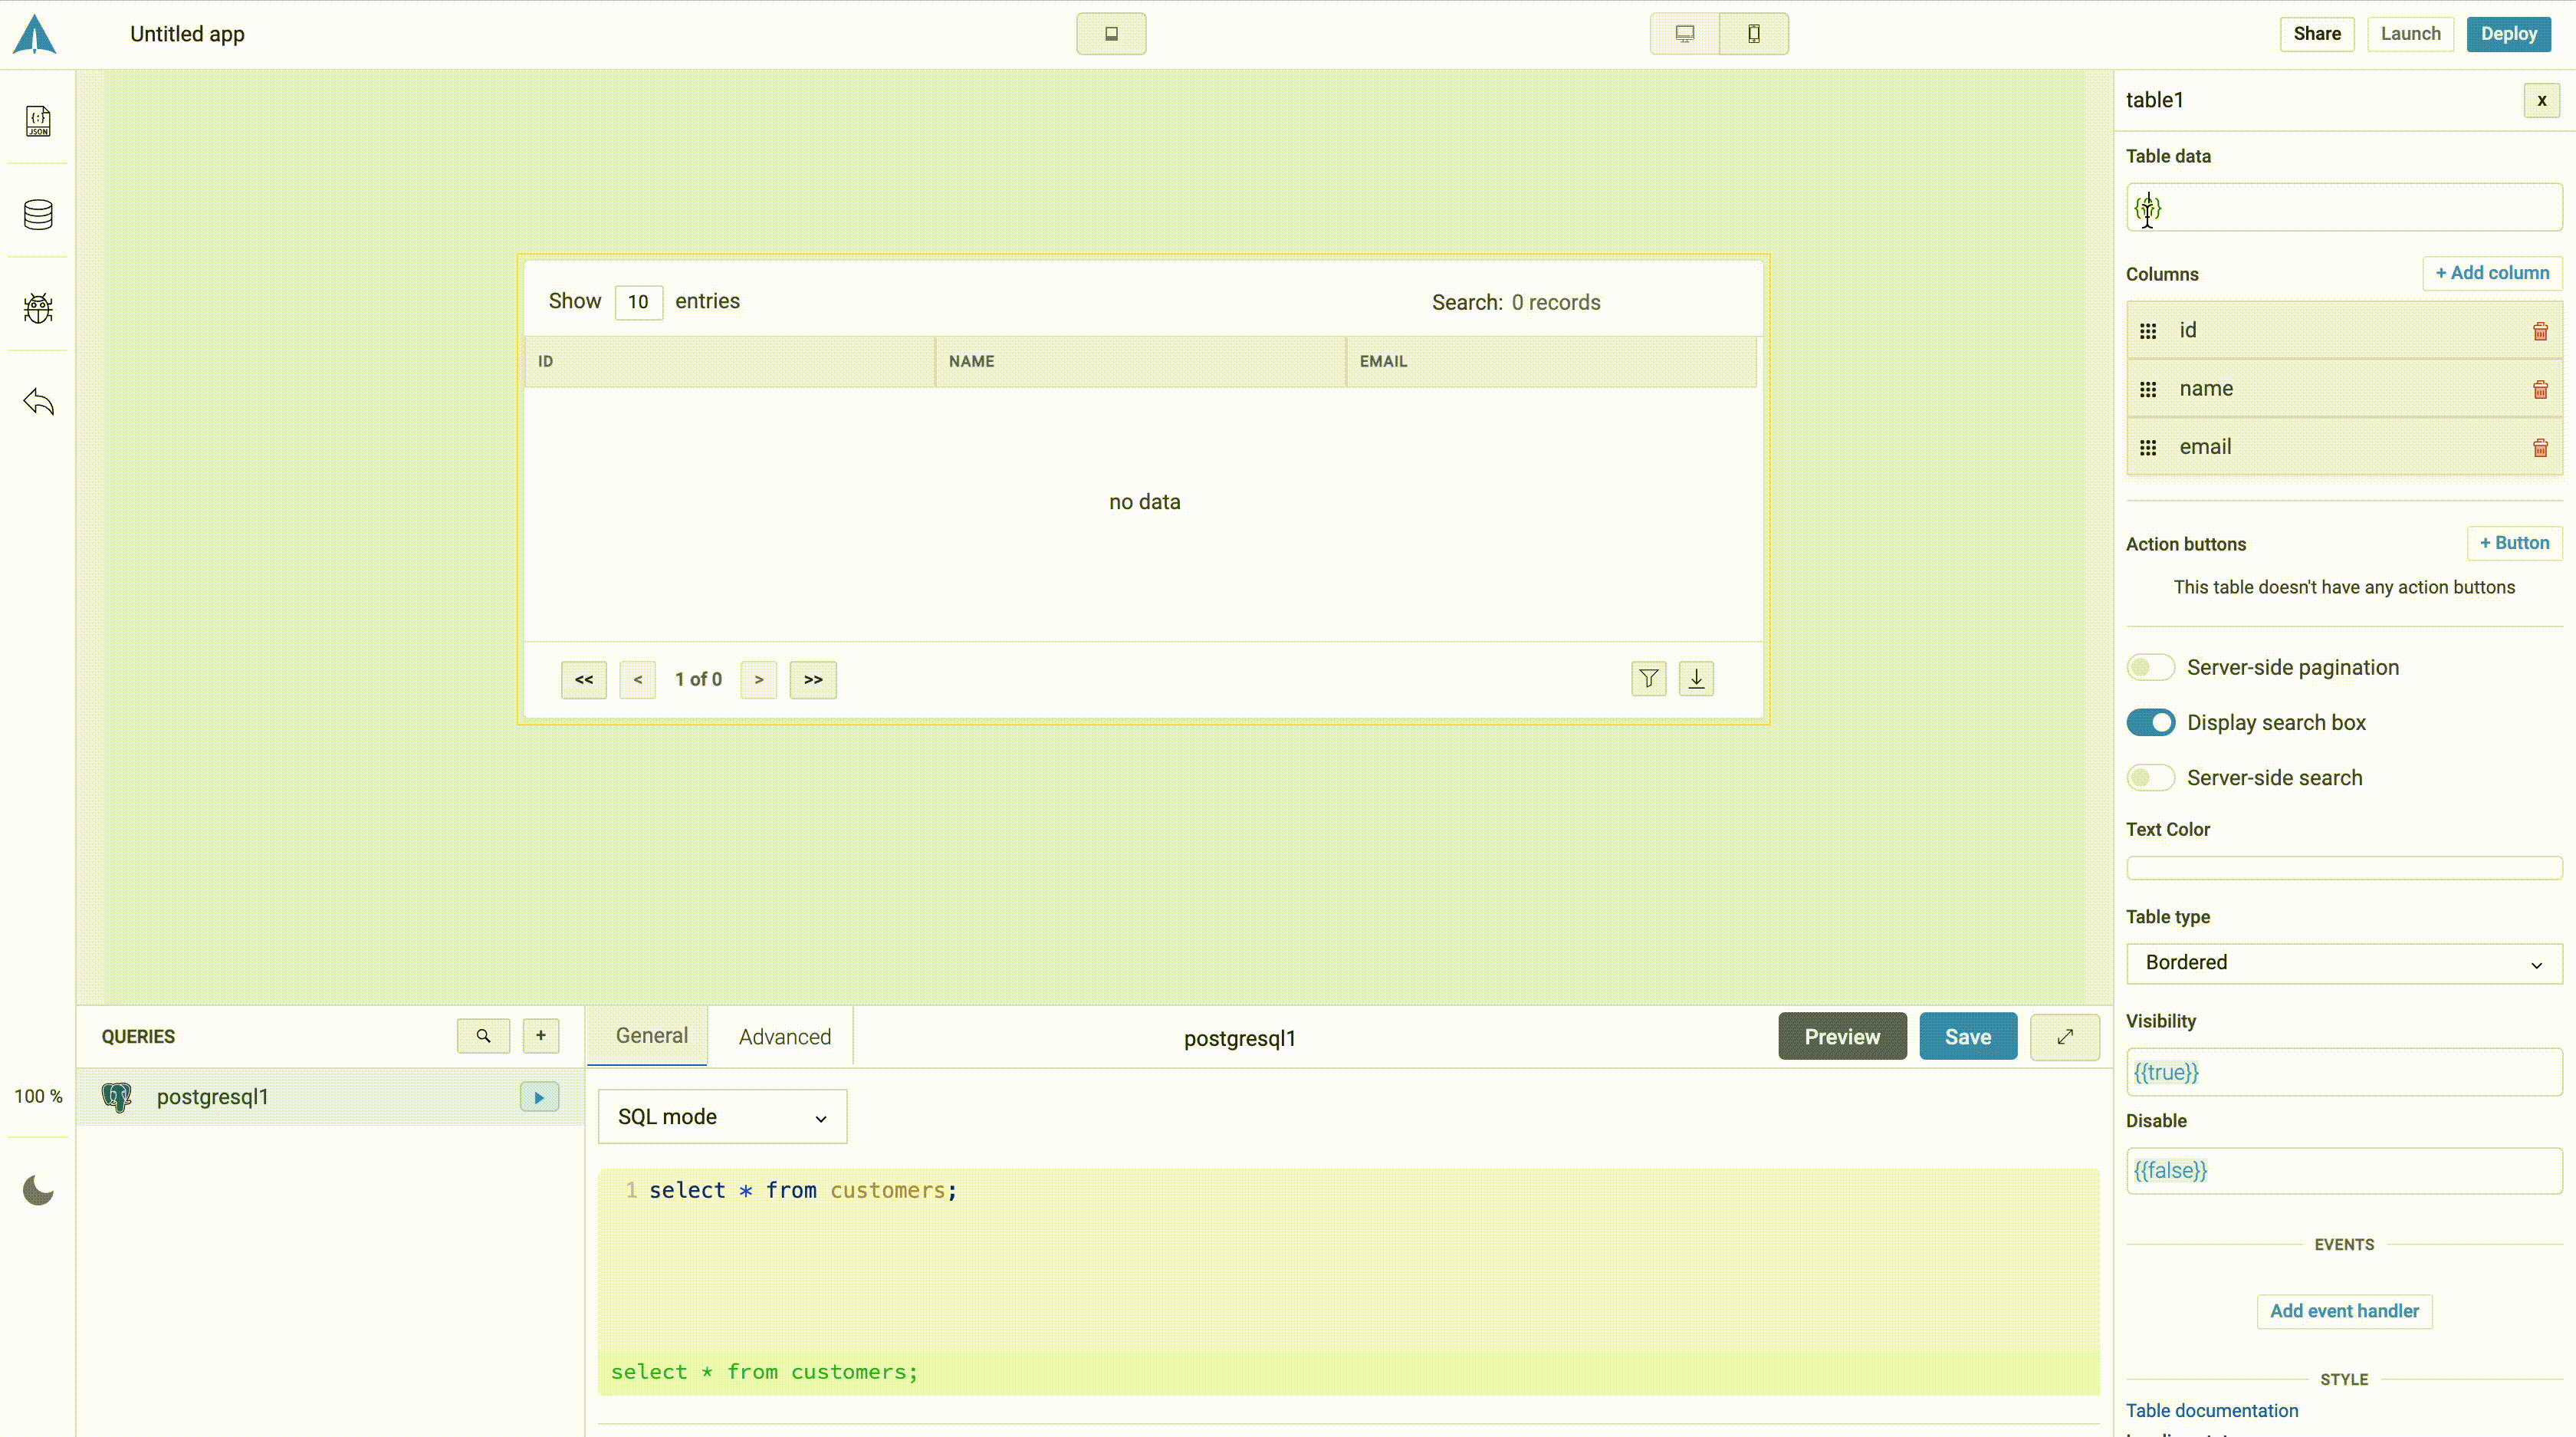 Untitled app
Share
Launch
Deploy
JSON
table1
x
Table data
{{}}
Columns
+ Add column
id
name
email
Show 10 entries
Search: 0 records
ID
NAME
EMAIL
no data
<<
<
1 of 0
>
>>
Action buttons
+ Button
This table doesn't have any action buttons
Server-side pagination
Display search box
Server-side search
Text Color
Table type
Bordered
Visibility
{{true}}
Disable
{{false}}
EVENTS
Add event handler
STYLE
Table documentation
QUERIES
+
General
Advanced
postgresql1
Preview
Save
100 %
postgresql1
SQL mode
1 select * from customers;
select * from customers;